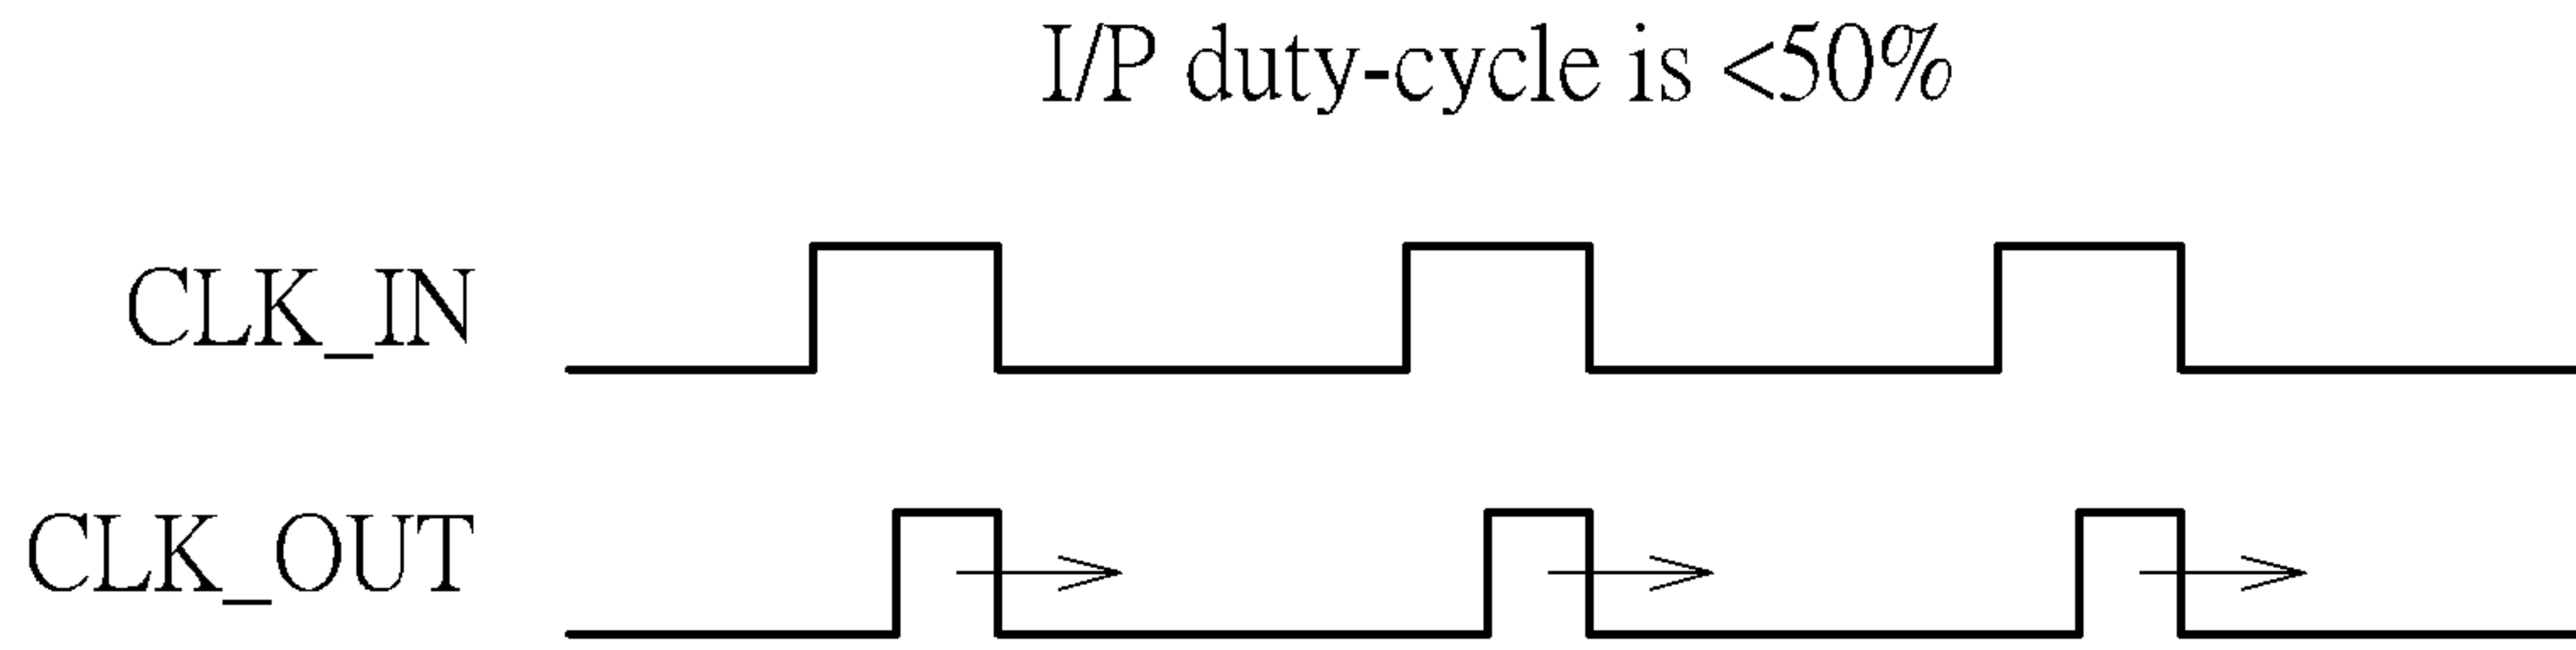 I/P duty-cycle is <50%
CLK_IN
CLK_OUT